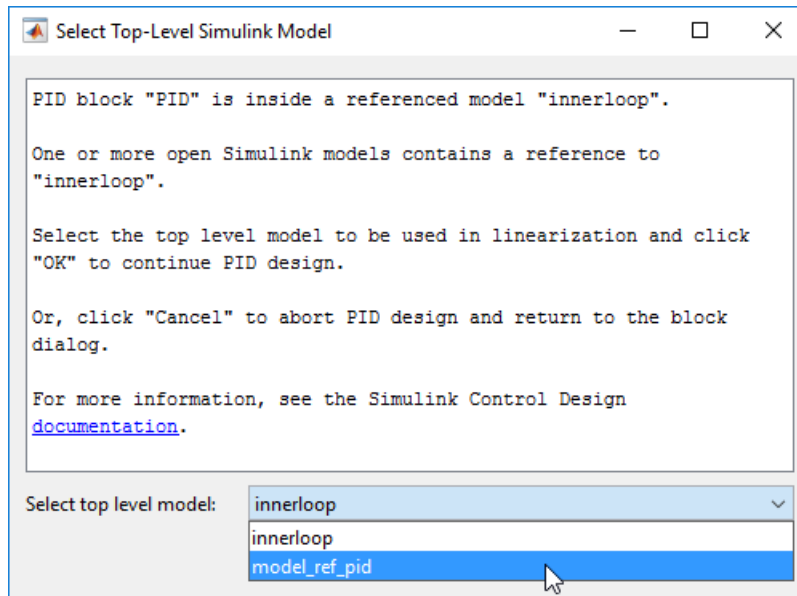 Select Top-Level Simulink Model
PID block "PID" is inside a referenced model "innerloop".
One or more open Simulink models contains a reference to
"innerloop".
Select the top level model to be used in linearization and click
"OK" to continue PID design.
Or, click "Cancel" to abort PID design and return to the block
dialog.
For more information, see the Simulink Control Design
documentation.
Select top level model: innerloop
innerloop
model_ref_pid